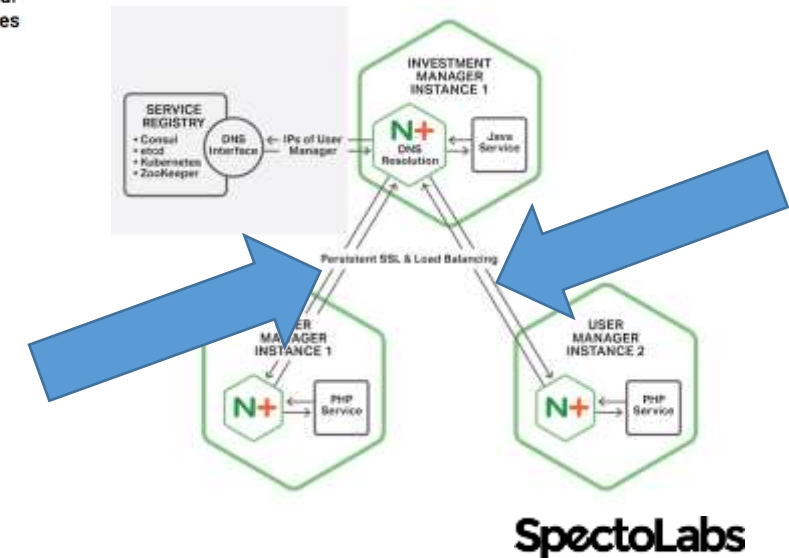 es
INVESTMENT
MANAGER
INSTANCE 1
SERVICE
REGISTRY
• Consul
• etcd
• Kubernetes
• ZooKeeper
DNS
Interface
IPs of User
Manager
N+
DNS
Resolution
Java
Service
Persistent SSL & Load Balancing
MANAGER
INSTANCE 1
N+
PHP
Service
USER
MANAGER
INSTANCE 2
N+
PHP
Service
SpectoLabs